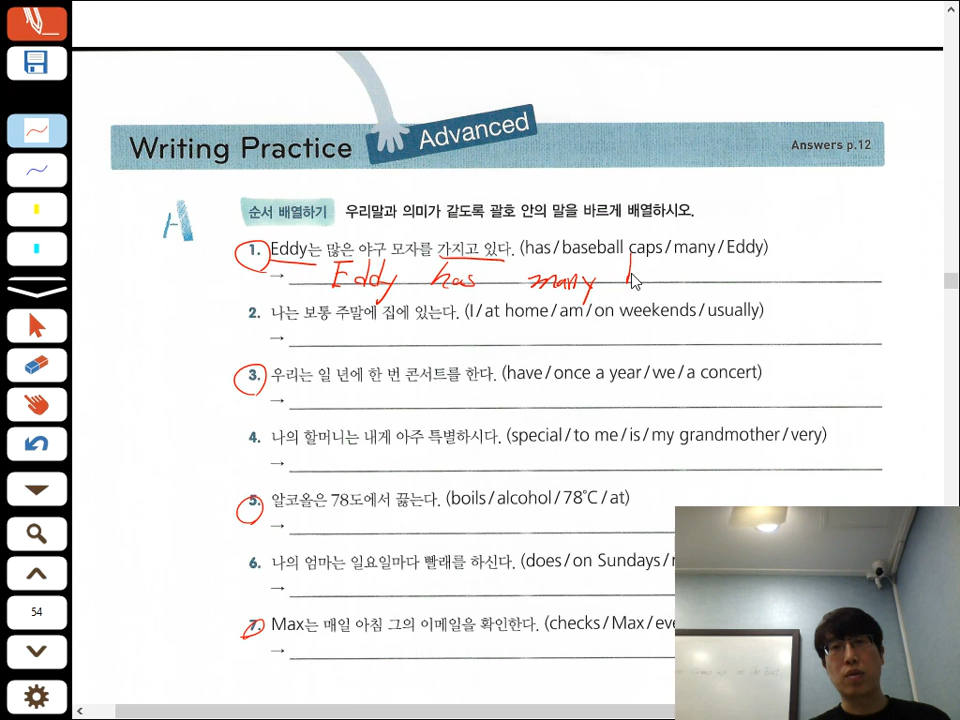 Writing Practice Advanced Answers p.12
A 순서 배열하기 우리말과 의미가 같도록 괄호 안의 말을 바르게 배열하시오.
1. Eddy는 많은 야구 모자를 가지고 있다. (has / baseball caps / many / Eddy)
→ Eddy has many b
2. 나는 보통 주말에 집에 있는다. (I / at home / am / on weekends / usually)
→
3. 우리는 일 년에 한 번 콘서트를 한다. (have / once a year / we / a concert)
→
4. 나의 할머니는 내게 아주 특별하시다. (special / to me / is / my grandmother / very)
→
5. 알코올은 78도에서 끓는다. (boils / alcohol / 78°C / at)
→
6. 나의 엄마는 일요일마다 빨래를 하신다. (does / on Sundays /
→
7. Max는 매일 아침 그의 이메일을 확인한다. (checks / Max / eve
→
54